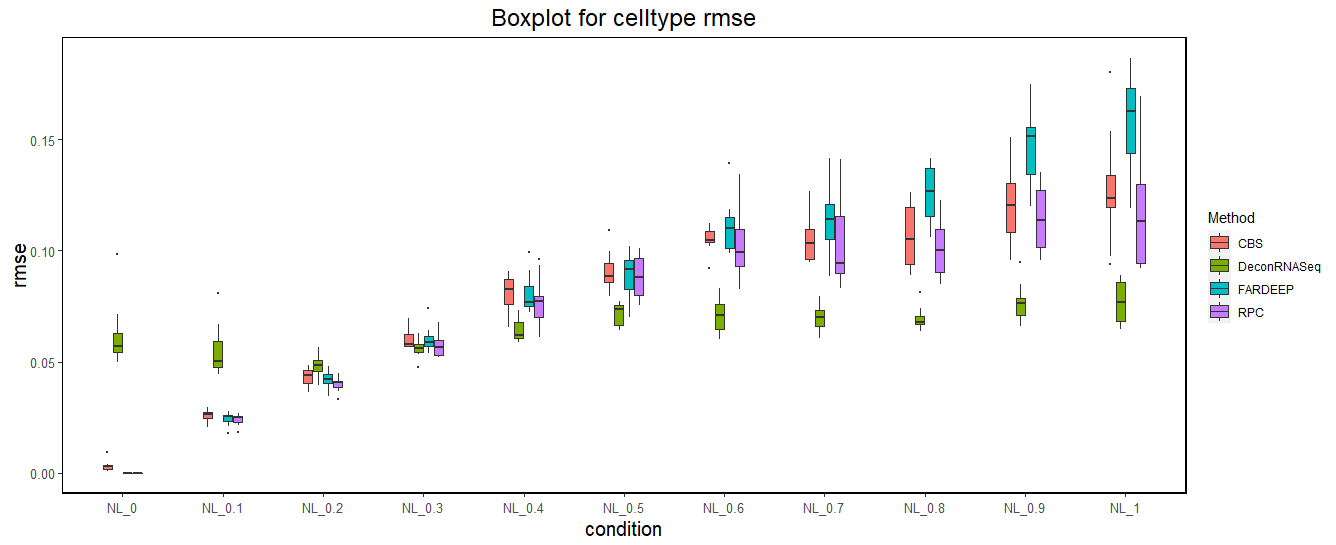 Boxplot for celltype rmse
rmse
0.15
0.10
0.05
0.00
NL_0 NL_0.1 NL_0.2 NL_0.3 NL_0.4 NL_0.5 NL_0.6 NL_0.7 NL_0.8 NL_0.9 NL_1
condition
Method
CBS
DeconRNASeq
FARDEEP
RPC